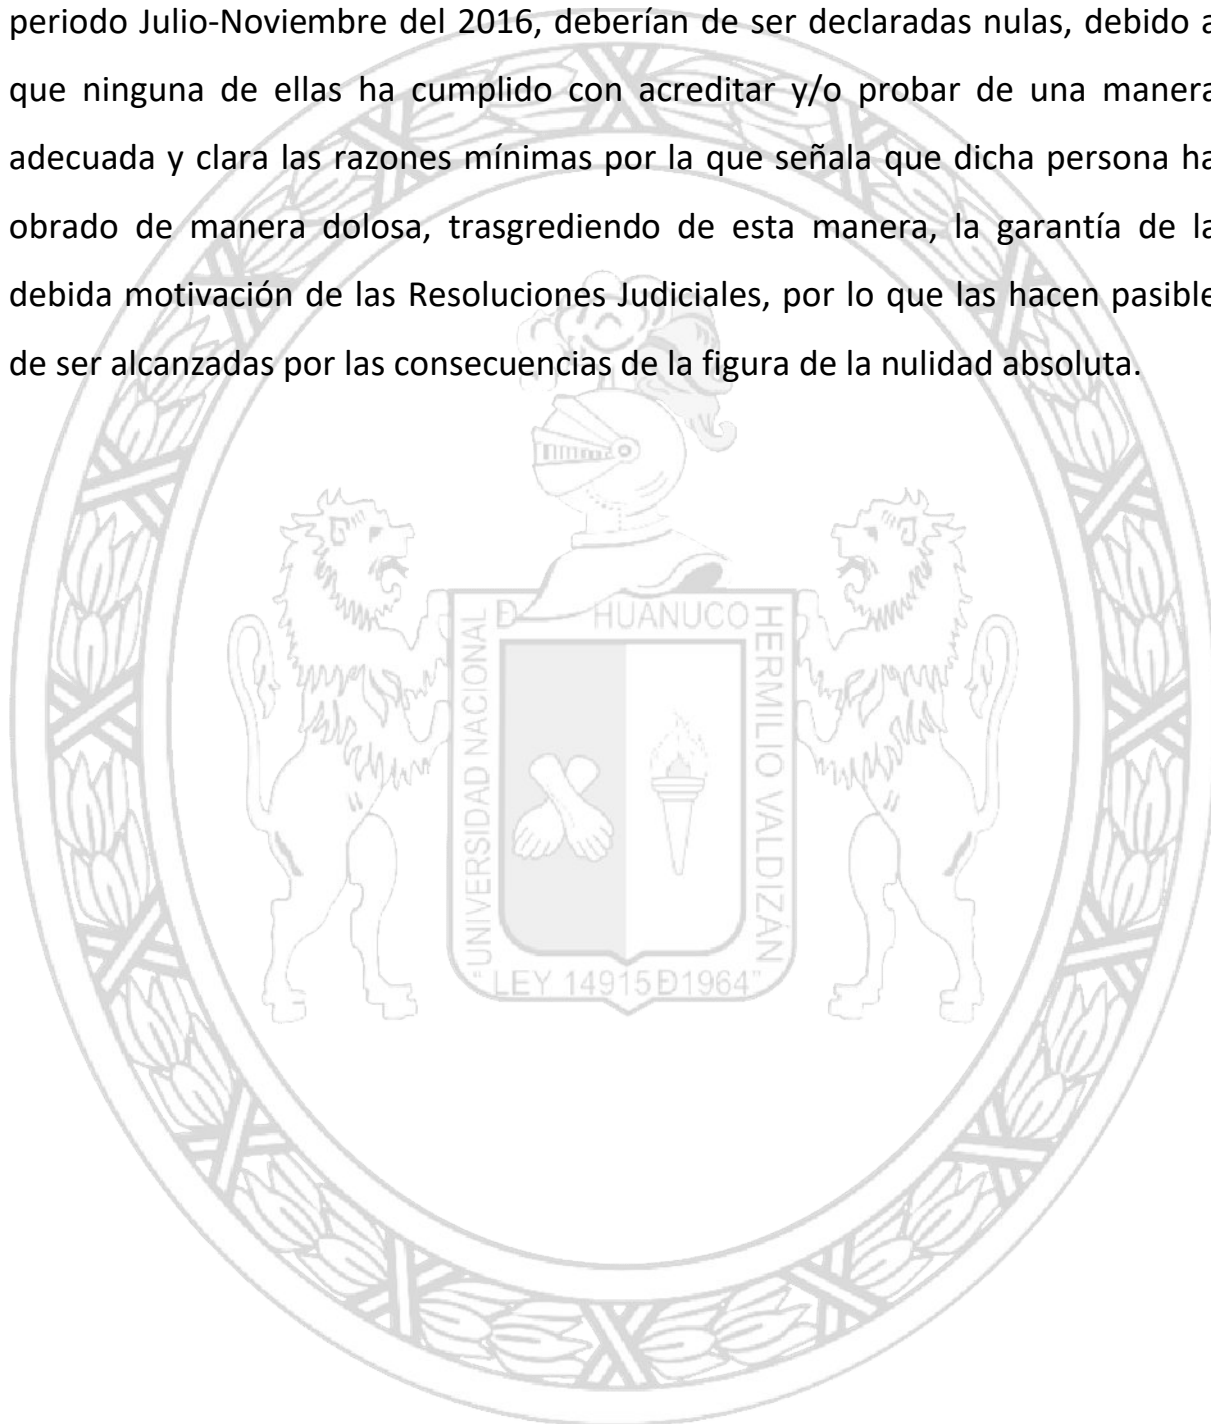 periodo Julio-Noviembre del 2016, deberían de ser declaradas nulas, debido a
que ninguna de ellas ha cumplido con acreditar y/o probar de una manera
adecuada y clara las razones mínimas por la que señala que dicha persona ha
obrado de manera dolosa, trasgrediendo de esta manera, la garantía de la
debida motivación de las Resoluciones Judiciales, por lo que las hacen pasible
de ser alcanzadas por las consecuencias de la figura de la nulidad absoluta.
"UNIVERSIDAD NACIONAL
Đ HUANUCO
HERMILIO VALDIZÁN
LEY 14915 Đ 1964"